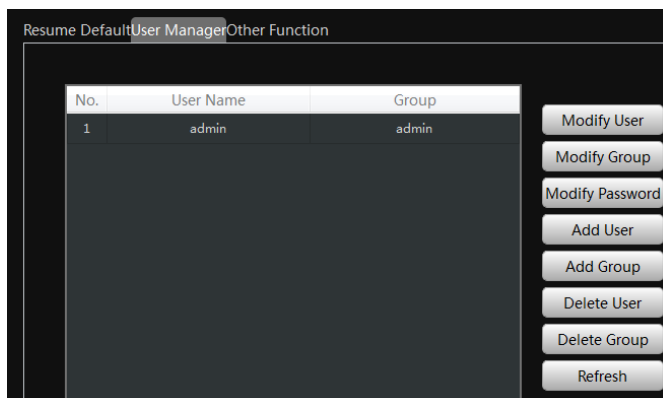 Resume Default User Manager Other Function
No. User Name Group
1 admin admin
Modify User
Modify Group
Modify Password
Add User
Add Group
Delete User
Delete Group
Refresh